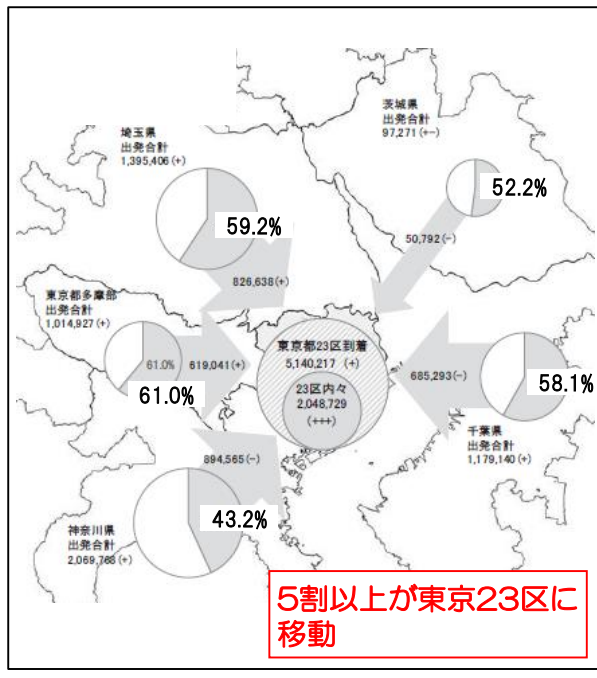 埼玉県
出発合計
1,395,406(+)
59.2%
826,638(+)
茨城県
出発合計
97,271(+-)
52.2%
50,792(-)
東京都多摩部
出発合計
1,014,927(+)
61.0%
61.0%
619,041(+)
東京都23区到着
5,140,217 (+)
23区内々
2,048,729
(+++)
685,293(-)
58.1%
千葉県
出発合計
1,179,140(+)
894,565(-)
43.2%
神奈川県
出発合計
2,069,768(+)
5割以上が東京23区に
移動